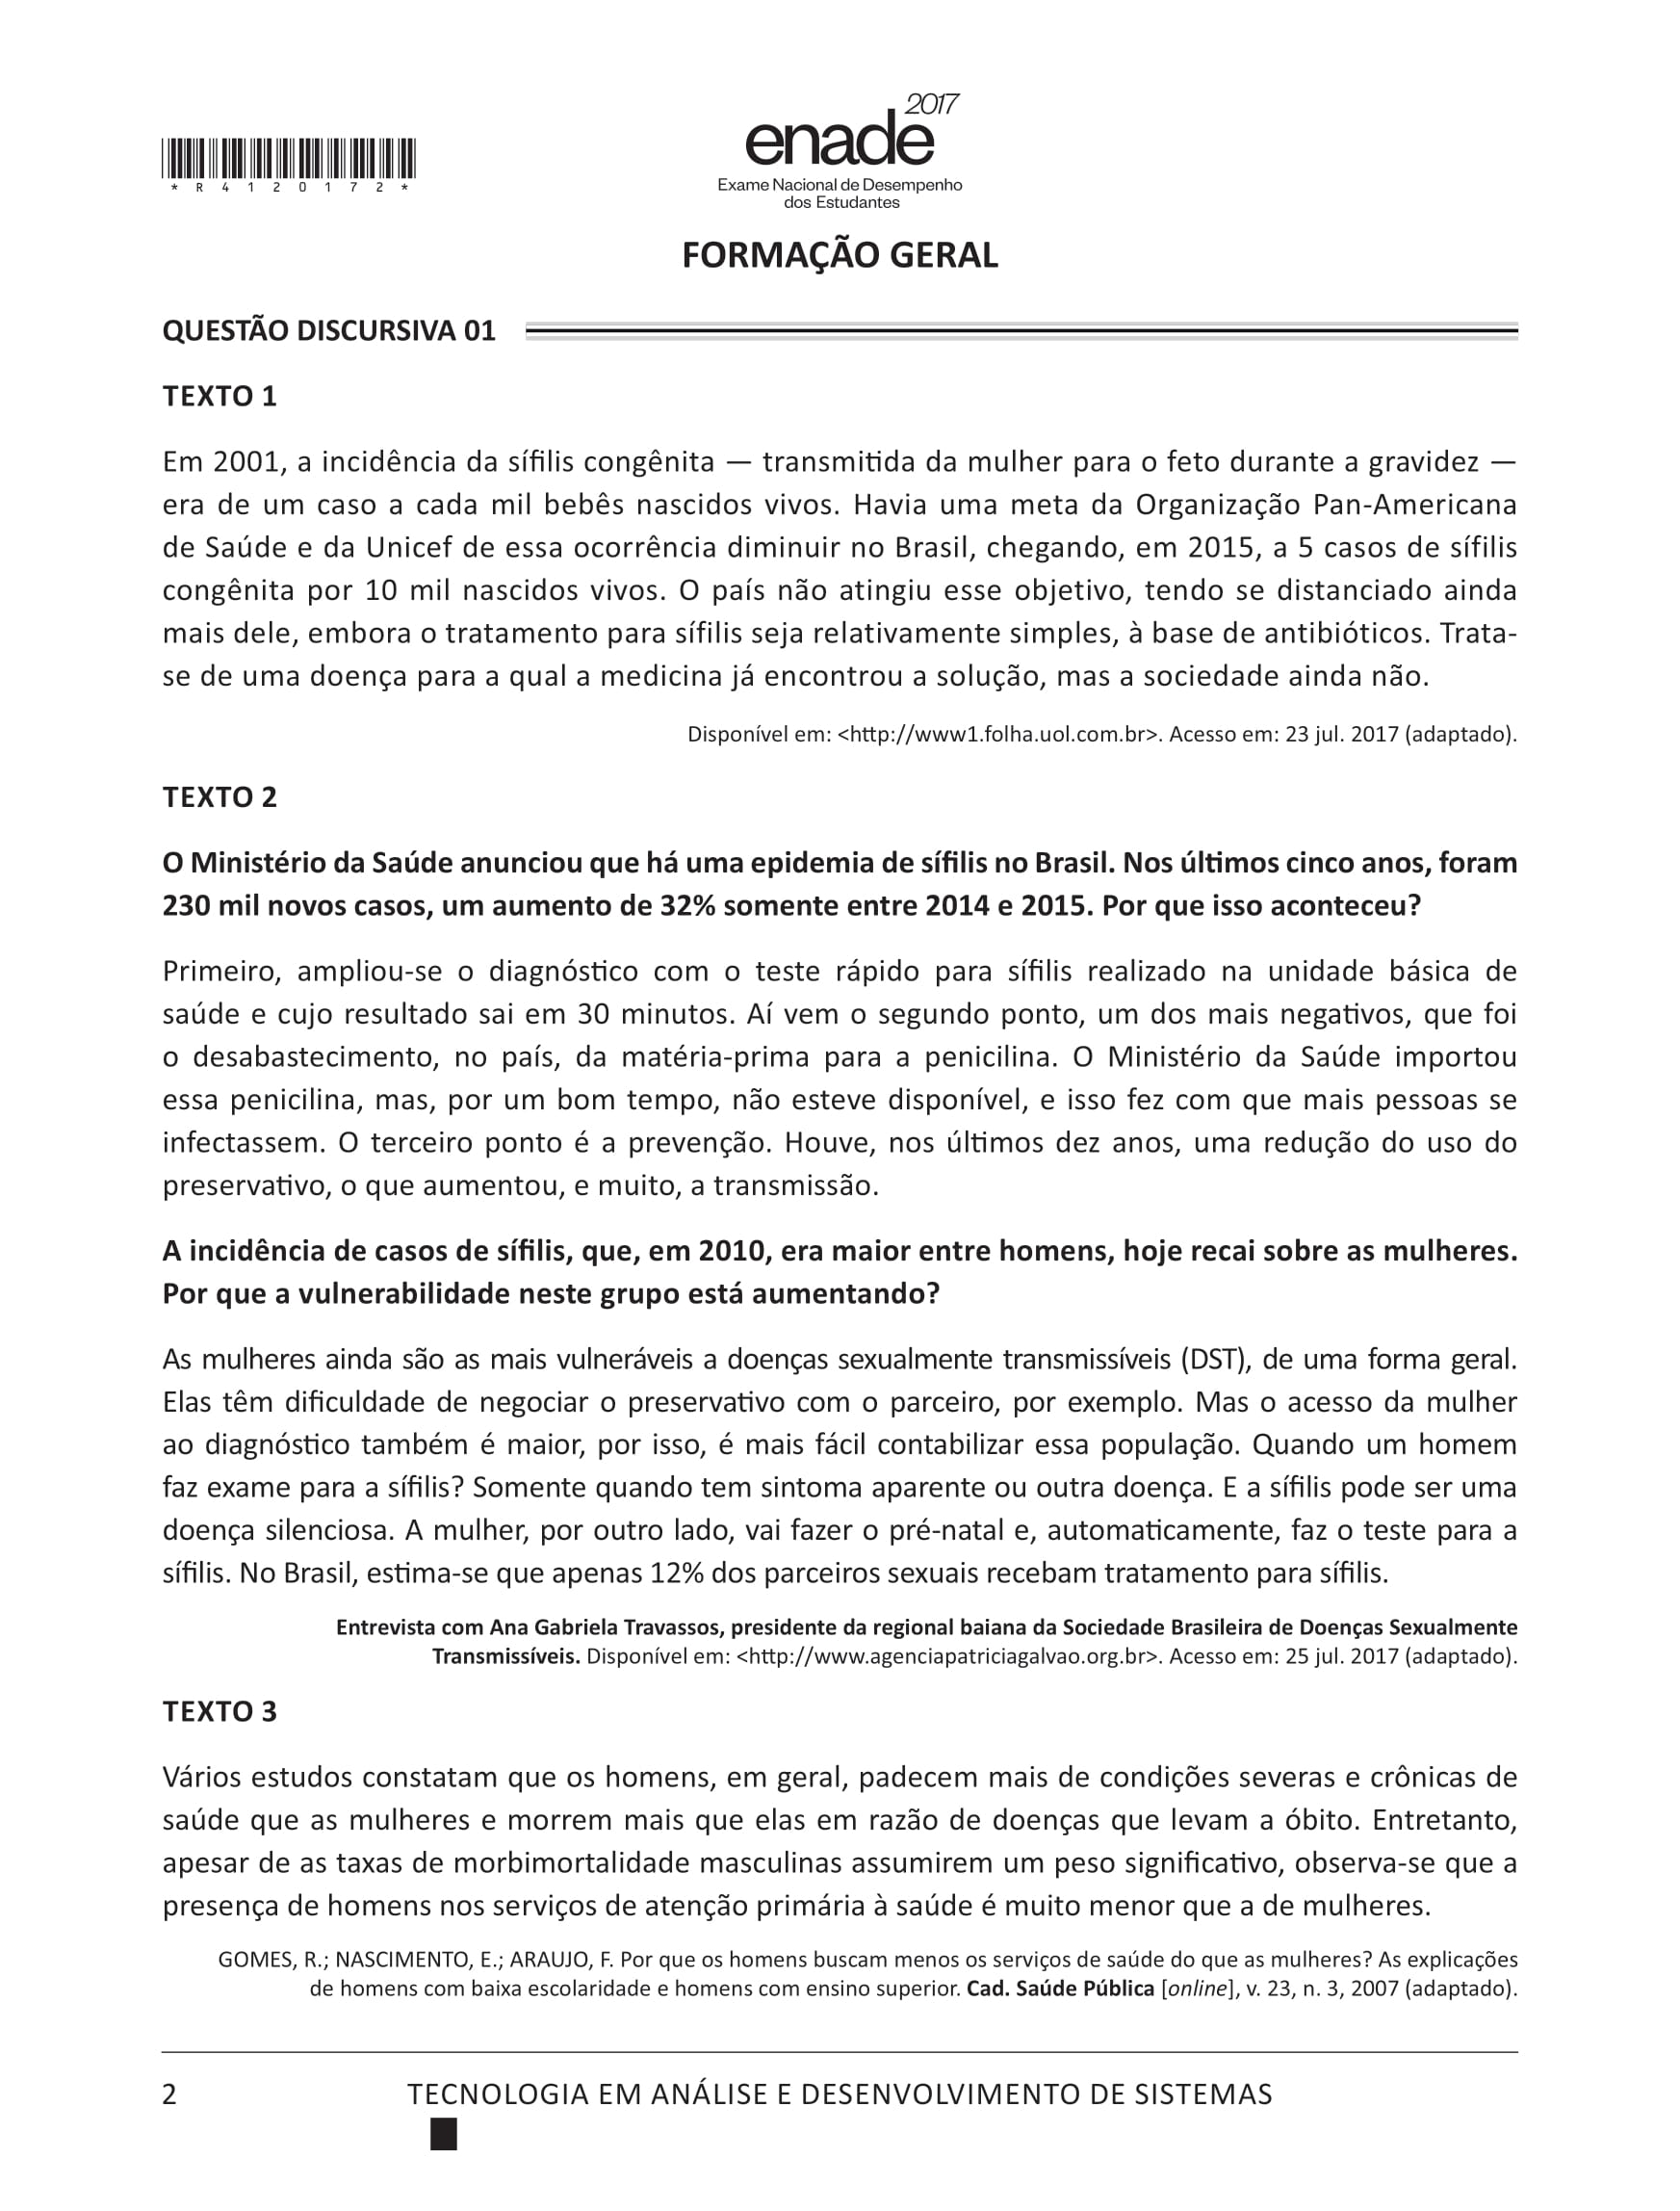 * R 4 1 2 0 1 7 2 *
enade 2017
Exame Nacional de Desempenho
dos Estudantes
FORMAÇÃO GERAL
QUESTÃO DISCURSIVA 01
TEXTO 1
Em 2001, a incidência da sífilis congênita — transmitida da mulher para o feto durante a gravidez —
era de um caso a cada mil bebês nascidos vivos. Havia uma meta da Organização Pan-Americana
de Saúde e da Unicef de essa ocorrência diminuir no Brasil, chegando, em 2015, a 5 casos de sífilis
congênita por 10 mil nascidos vivos. O país não atingiu esse objetivo, tendo se distanciado ainda
mais dele, embora o tratamento para sífilis seja relativamente simples, à base de antibióticos. Trata-
se de uma doença para a qual a medicina já encontrou a solução, mas a sociedade ainda não.
Disponível em: <http://www1.folha.uol.com.br>. Acesso em: 23 jul. 2017 (adaptado).
TEXTO 2
O Ministério da Saúde anunciou que há uma epidemia de sífilis no Brasil. Nos últimos cinco anos, foram
230 mil novos casos, um aumento de 32% somente entre 2014 e 2015. Por que isso aconteceu?
Primeiro, ampliou-se o diagnóstico com o teste rápido para sífilis realizado na unidade básica de
saúde e cujo resultado sai em 30 minutos. Aí vem o segundo ponto, um dos mais negativos, que foi
o desabastecimento, no país, da matéria-prima para a penicilina. O Ministério da Saúde importou
essa penicilina, mas, por um bom tempo, não esteve disponível, e isso fez com que mais pessoas se
infectassem. O terceiro ponto é a prevenção. Houve, nos últimos dez anos, uma redução do uso do
preservativo, o que aumentou, e muito, a transmissão.
A incidência de casos de sífilis, que, em 2010, era maior entre homens, hoje recai sobre as mulheres.
Por que a vulnerabilidade neste grupo está aumentando?
As mulheres ainda são as mais vulneráveis a doenças sexualmente transmissíveis (DST), de uma forma geral.
Elas têm dificuldade de negociar o preservativo com o parceiro, por exemplo. Mas o acesso da mulher
ao diagnóstico também é maior, por isso, é mais fácil contabilizar essa população. Quando um homem
faz exame para a sífilis? Somente quando tem sintoma aparente ou outra doença. E a sífilis pode ser uma
doença silenciosa. A mulher, por outro lado, vai fazer o pré-natal e, automaticamente, faz o teste para a
sífilis. No Brasil, estima-se que apenas 12% dos parceiros sexuais recebam tratamento para sífilis.
Entrevista com Ana Gabriela Travassos, presidente da regional baiana da Sociedade Brasileira de Doenças Sexualmente
Transmissíveis. Disponível em: <http://www.agenciapatriciagalvao.org.br>. Acesso em: 25 jul. 2017 (adaptado).
TEXTO 3
Vários estudos constatam que os homens, em geral, padecem mais de condições severas e crônicas de
saúde que as mulheres e morrem mais que elas em razão de doenças que levam a óbito. Entretanto,
apesar de as taxas de morbimortalidade masculinas assumirem um peso significativo, observa-se que a
presença de homens nos serviços de atenção primária à saúde é muito menor que a de mulheres.
GOMES, R.; NASCIMENTO, E.; ARAUJO, F. Por que os homens buscam menos os serviços de saúde do que as mulheres? As explicações
de homens com baixa escolaridade e homens com ensino superior. Cad. Saúde Pública [online], v. 23, n. 3, 2007 (adaptado).
2 TECNOLOGIA EM ANÁLISE E DESENVOLVIMENTO DE SISTEMAS